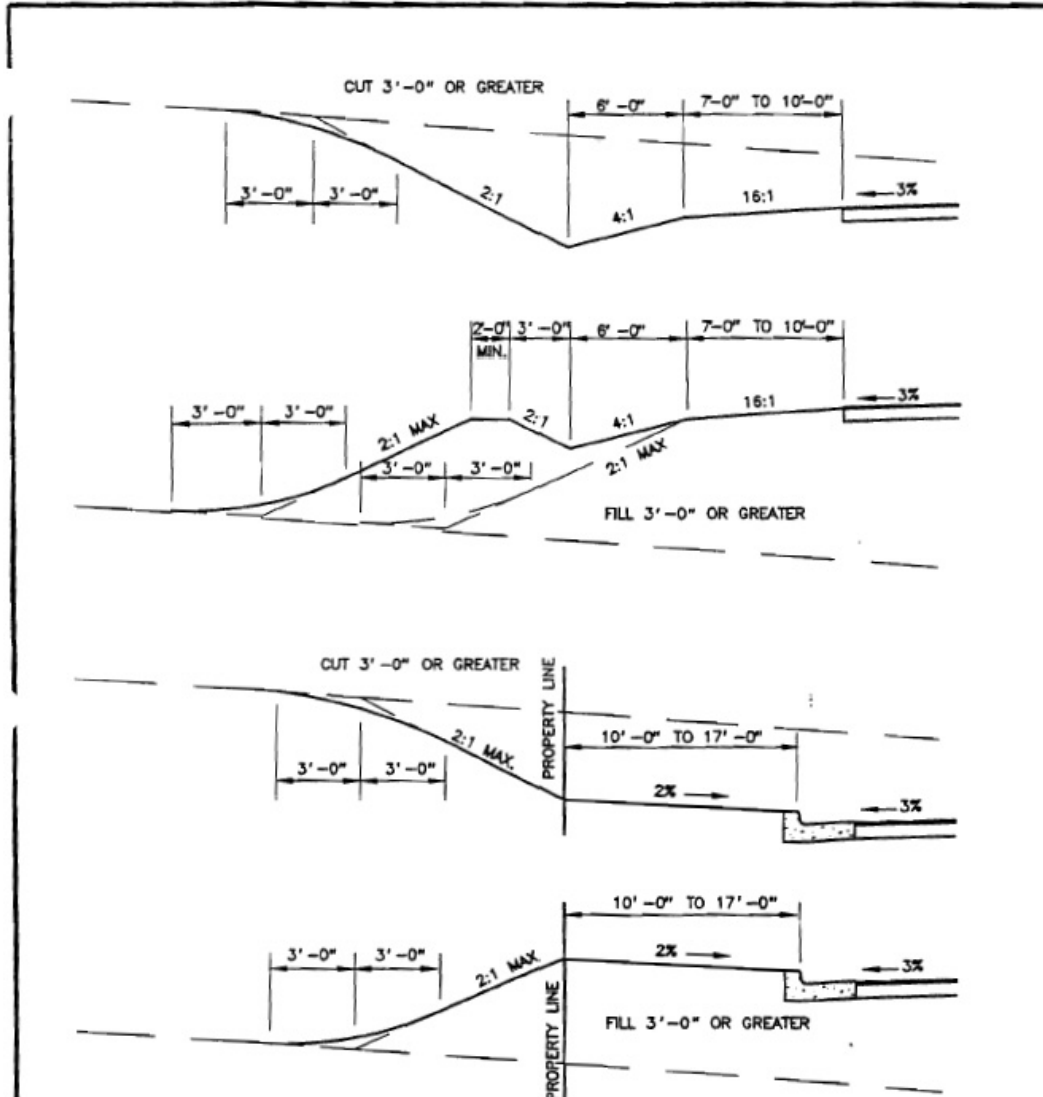 CUT 3'-0" OR GREATER
6'-0"
7'-0" TO 10'-0"
3'-0"
3'-0"
2:1
4:1
16:1
3%
2'-0"
MIN.
3'-0"
6'-0"
7'-0" TO 10'-0"
3'-0"
3'-0"
2:1 MAX
2:1
4:1
16:1
3%
3'-0"
3'-0"
2:1 MAX
FILL 3'-0" OR GREATER
CUT 3'-0" OR GREATER
PROPERTY LINE
10'-0" TO 17'-0"
3'-0"
3'-0"
2:1 MAX.
2%
3%
10'-0" TO 17'-0"
3'-0"
3'-0"
2:1 MAX
2%
3%
PROPERTY LINE
FILL 3'-0" OR GREATER